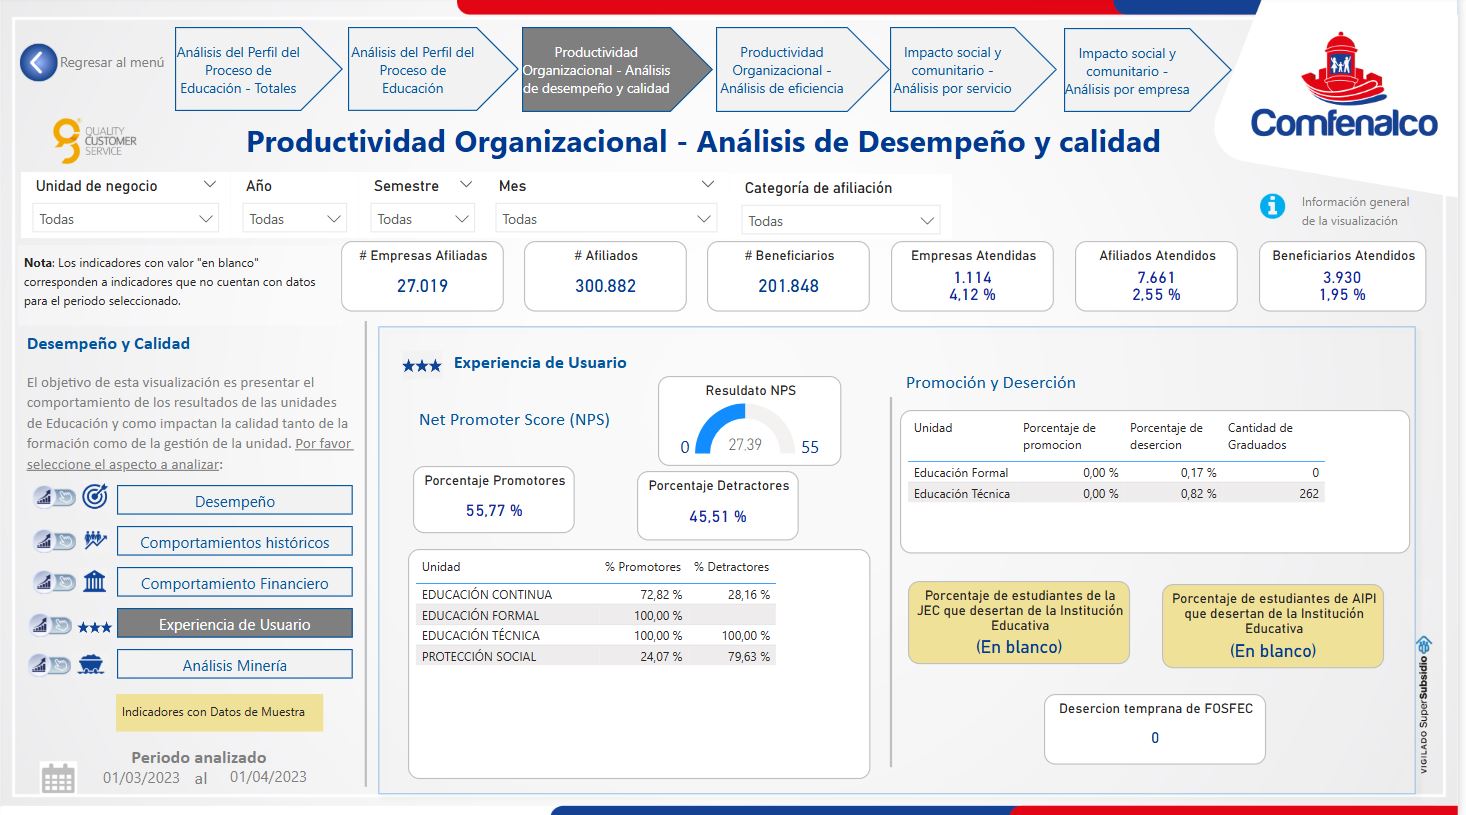 Regresar al menú
Análisis del Perfil del
Proceso de
Educación - Totales
Análisis del Perfil del
Proceso de
Educación
Productividad
Organizacional - Análisis
de desempeño y calidad
Productividad
Organizacional -
Análisis de eficiencia
Impacto social y
comunitario -
Análisis por servicio
Impacto social y
comunitario -
Análisis por empresa
Comfenalco
QUALITY
CUSTOMER
SERVICE
Productividad Organizacional - Análisis de Desempeño y calidad
Unidad de negocio
Todas
Año
Todas
Semestre
Todas
Mes
Todas
Categoría de afiliación
Todas
Información general
de la visualización
Nota: Los indicadores con valor "en blanco"
corresponden a indicadores que no cuentan con datos
para el periodo seleccionado.
# Empresas Afiliadas
27.019
# Afiliados
300.882
# Beneficiarios
201.848
Empresas Atendidas
1.114
4,12 %
Afiliados Atendidos
7.661
2,55 %
Beneficiarios Atendidos
3.930
1,95 %
Desempeño y Calidad
El objetivo de esta visualización es presentar el
comportamiento de los resultados de las unidades
de Educación y como impactan la calidad tanto de la
formación como de la gestión de la unidad. Por favor
seleccione el aspecto a analizar:
Desempeño
Comportamientos históricos
Comportamiento Financiero
Experiencia de Usuario
Análisis Minería
Indicadores con Datos de Muestra
Periodo analizado
01/03/2023 al 01/04/2023
Experiencia de Usuario
Net Promoter Score (NPS)
Resuldato NPS
0 27.39 55
Porcentaje Promotores
55,77 %
Porcentaje Detractores
45,51 %
Unidad % Promotores % Detractores
EDUCACIÓN CONTINUA 72,82 % 28,16 %
EDUCACIÓN FORMAL 100,00 %
EDUCACIÓN TÉCNICA 100,00 % 100,00 %
PROTECCIÓN SOCIAL 24,07 % 79,63 %
Promoción y Deserción
Unidad Porcentaje de promocion Porcentaje de desercion Cantidad de Graduados
Educación Formal 0,00 % 0,17 % 0
Educación Técnica 0,00 % 0,82 % 262
Porcentaje de estudiantes de la
JEC que desertan de la Institución
Educativa
(En blanco)
Porcentaje de estudiantes de AIPI
que desertan de la Institución
Educativa
(En blanco)
Desercion temprana de FOSFEC
0
VIGILADO SuperSubsidio